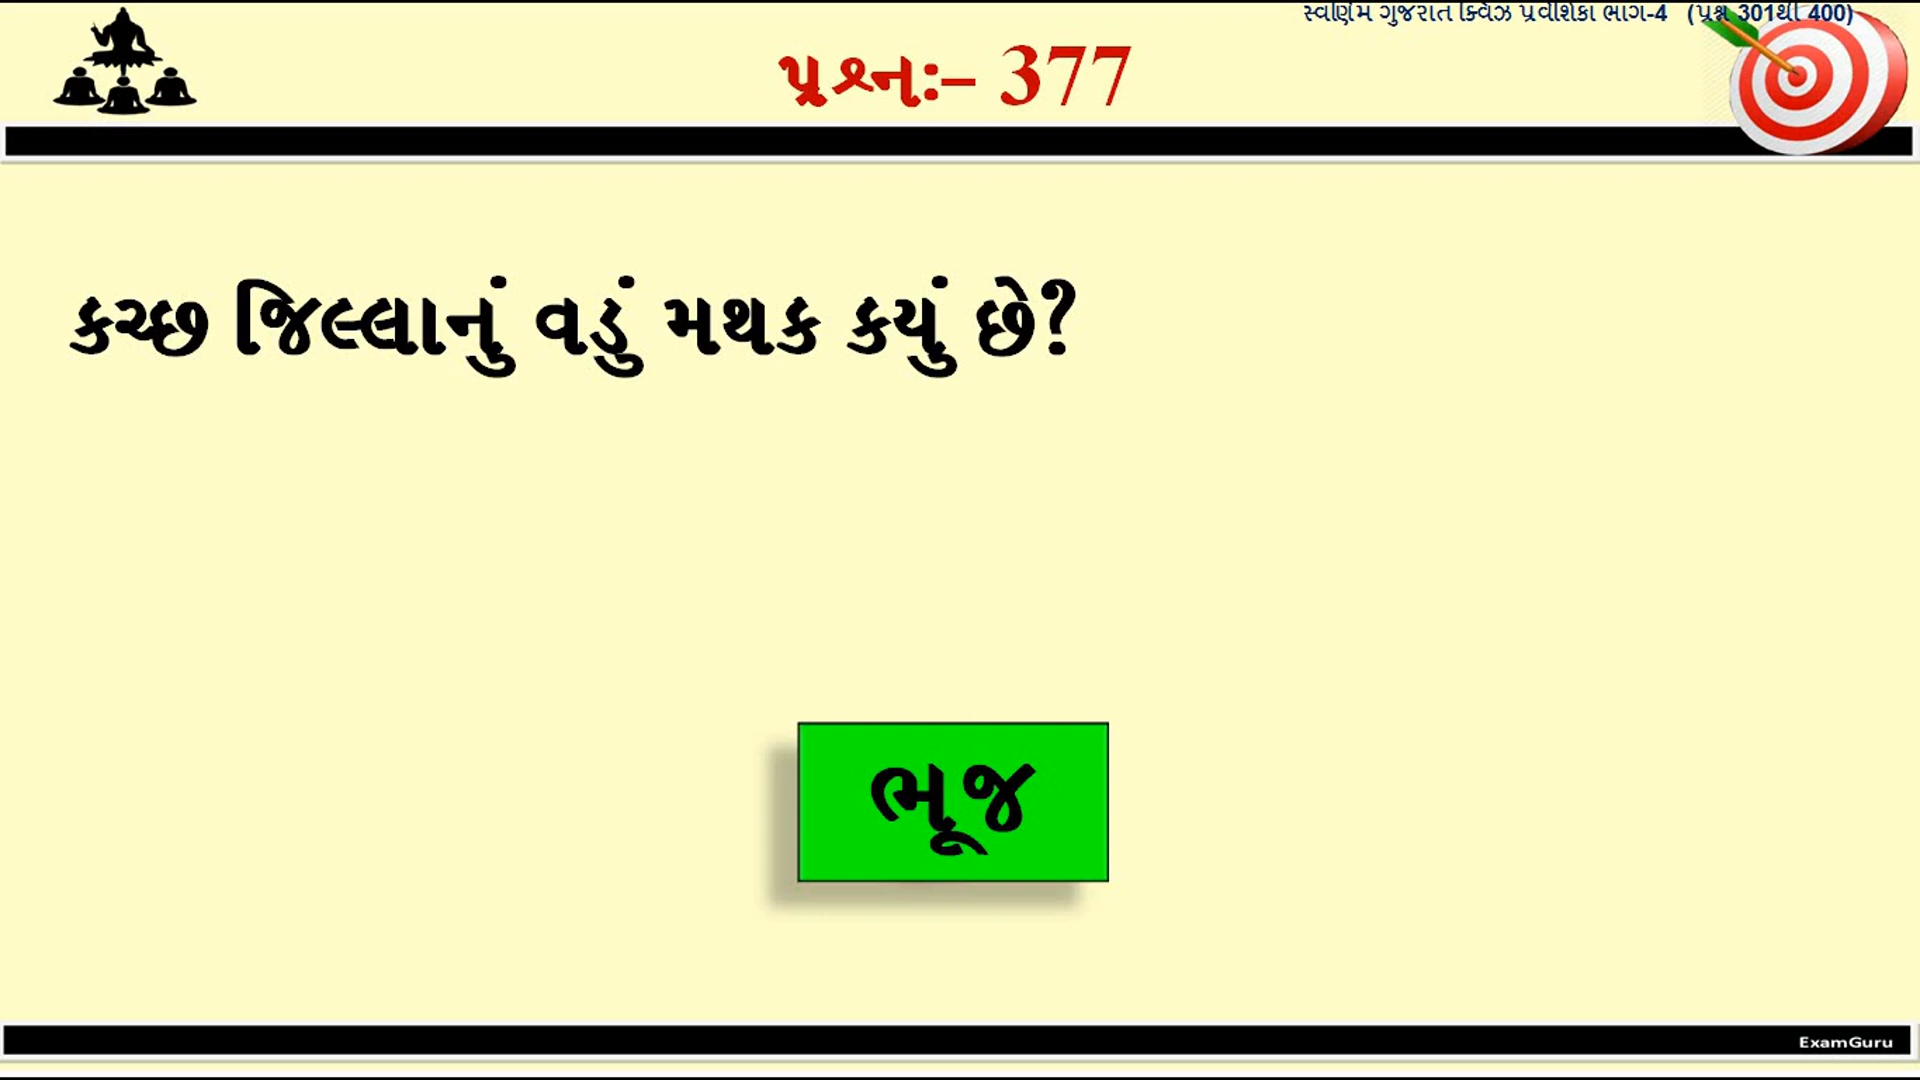 સ્વર્ણિમ ગુજરાત ક્વિઝ પ્રવેશિકા ભાગ-4 (પ્રશ્ન 301થી 400)
પ્રશ્નઃ– 377
કચ્છ જિલ્લાનું વડું મથક કયું છે?
ભૂજ
ExamGuru